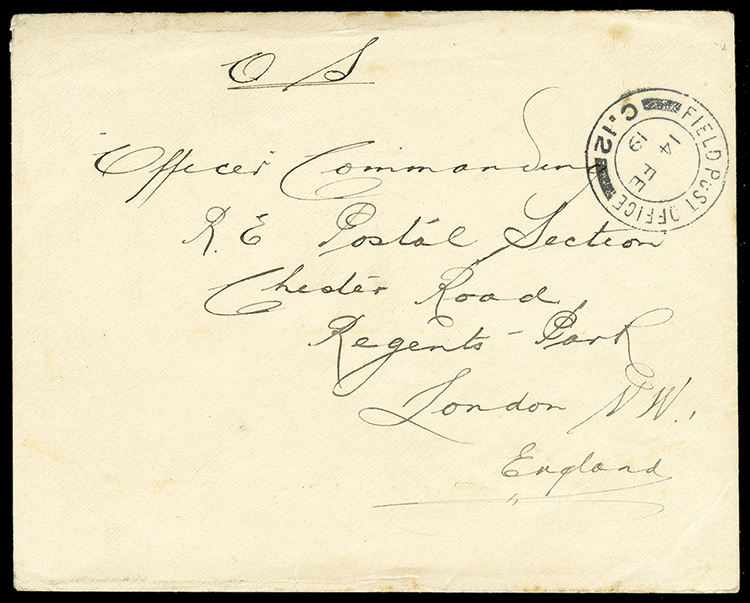 O S
FIELD POST OFFICE
C.12
14 FE
19
Officer Commanding
R.E Postal Section
Chester Road
Regents Park
London N W.,
England